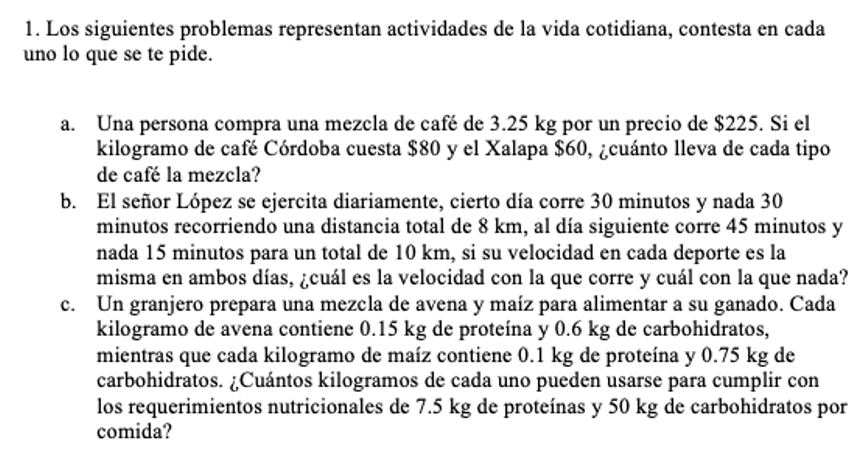 1. Los siguientes problemas representan actividades de la vida cotidiana, contesta en cada
uno lo que se te pide.
a. Una persona compra una mezcla de café de 3.25 kg por un precio de $225. Si el
kilogramo de café Córdoba cuesta $80 y el Xalapa $60, ¿cuánto lleva de cada tipo
de café la mezcla?
b. El señor López se ejercita diariamente, cierto día corre 30 minutos y nada 30
minutos recorriendo una distancia total de 8 km, al día siguiente corre 45 minutos y
nada 15 minutos para un total de 10 km, si su velocidad en cada deporte es la
misma en ambos días, ¿cuál es la velocidad con la que corre y cuál con la que nada?
c. Un granjero prepara una mezcla de avena y maíz para alimentar a su ganado. Cada
kilogramo de avena contiene 0.15 kg de proteína y 0.6 kg de carbohidratos,
mientras que cada kilogramo de maíz contiene 0.1 kg de proteína y 0.75 kg de
carbohidratos. ¿Cuántos kilogramos de cada uno pueden usarse para cumplir con
los requerimientos nutricionales de 7.5 kg de proteínas y 50 kg de carbohidratos por
comida?